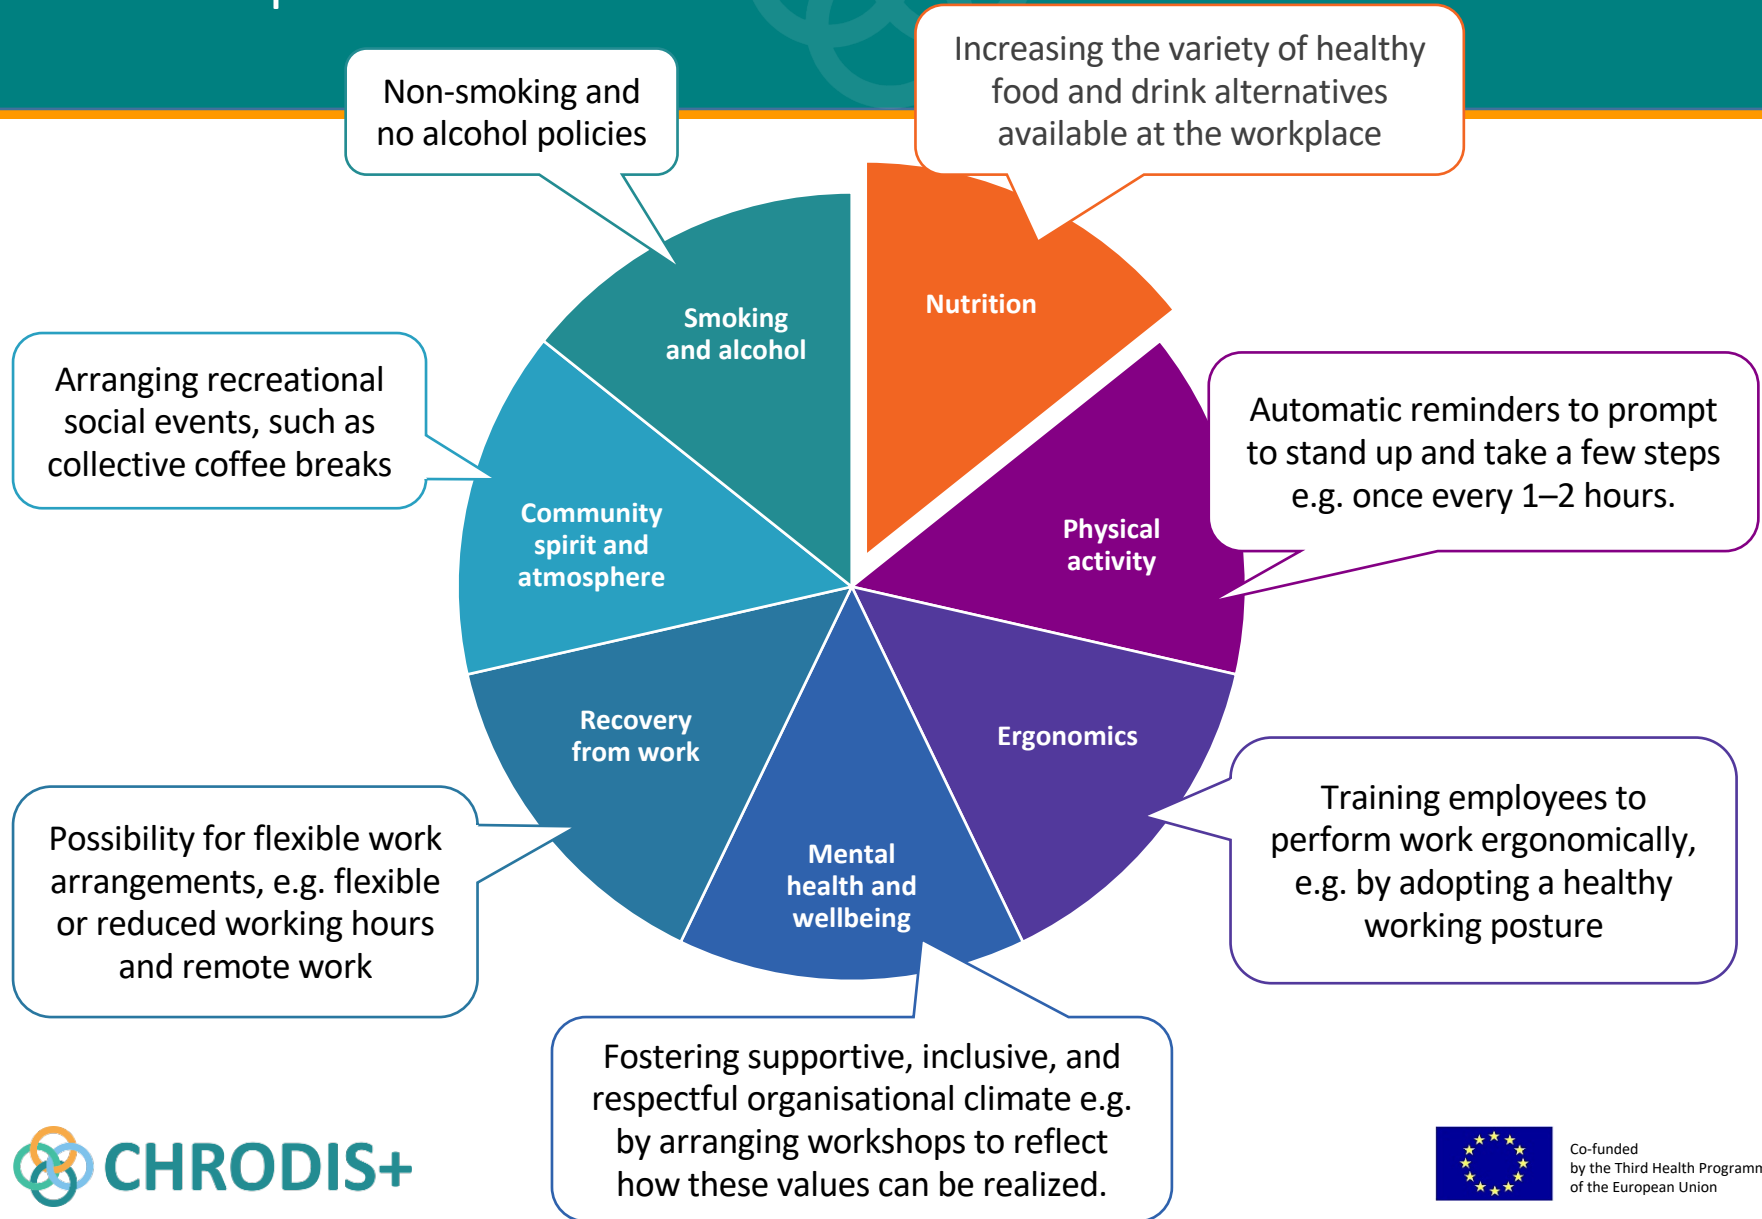 Non-smoking and
no alcohol policies
Increasing the variety of healthy
food and drink alternatives
available at the workplace
Smoking
and alcohol
Nutrition
Arranging recreational
social events, such as
collective coffee breaks
Automatic reminders to prompt
to stand up and take a few steps
e.g. once every 1–2 hours.
Community
spirit and
atmosphere
Physical
activity
Recovery
from work
Ergonomics
Possibility for flexible work
arrangements, e.g. flexible
or reduced working hours
and remote work
Mental
health and
wellbeing
Training employees to
perform work ergonomically,
e.g. by adopting a healthy
working posture
Fostering supportive, inclusive, and
respectful organisational climate e.g.
by arranging workshops to reflect
how these values can be realized.
CHRODIS+
Co-funded
by the Third Health Programm
of the European Union